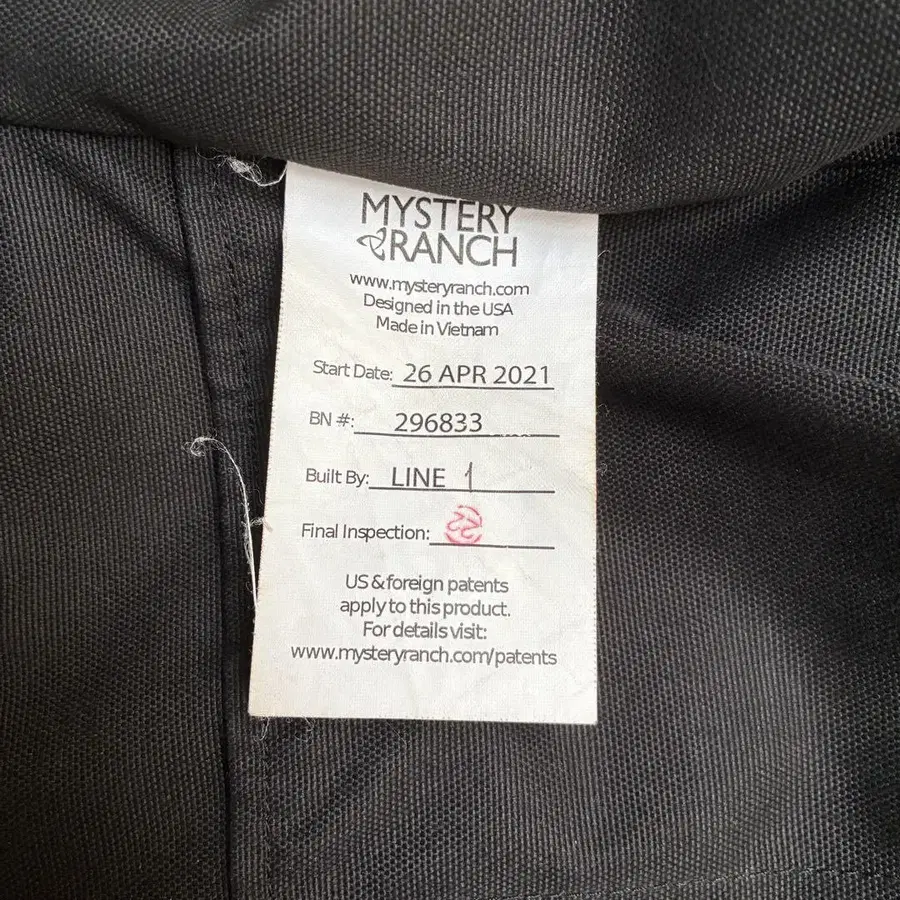 MYSTERY
RANCH
www.mysteryranch.com
Designed in the USA
Made in Vietnam
Start Date: 26 APR 2021
BN #: 296833
Built By: LINE 1
Final Inspection:
US & foreign patents
apply to this product.
For details visit:
www.mysteryranch.com/patents